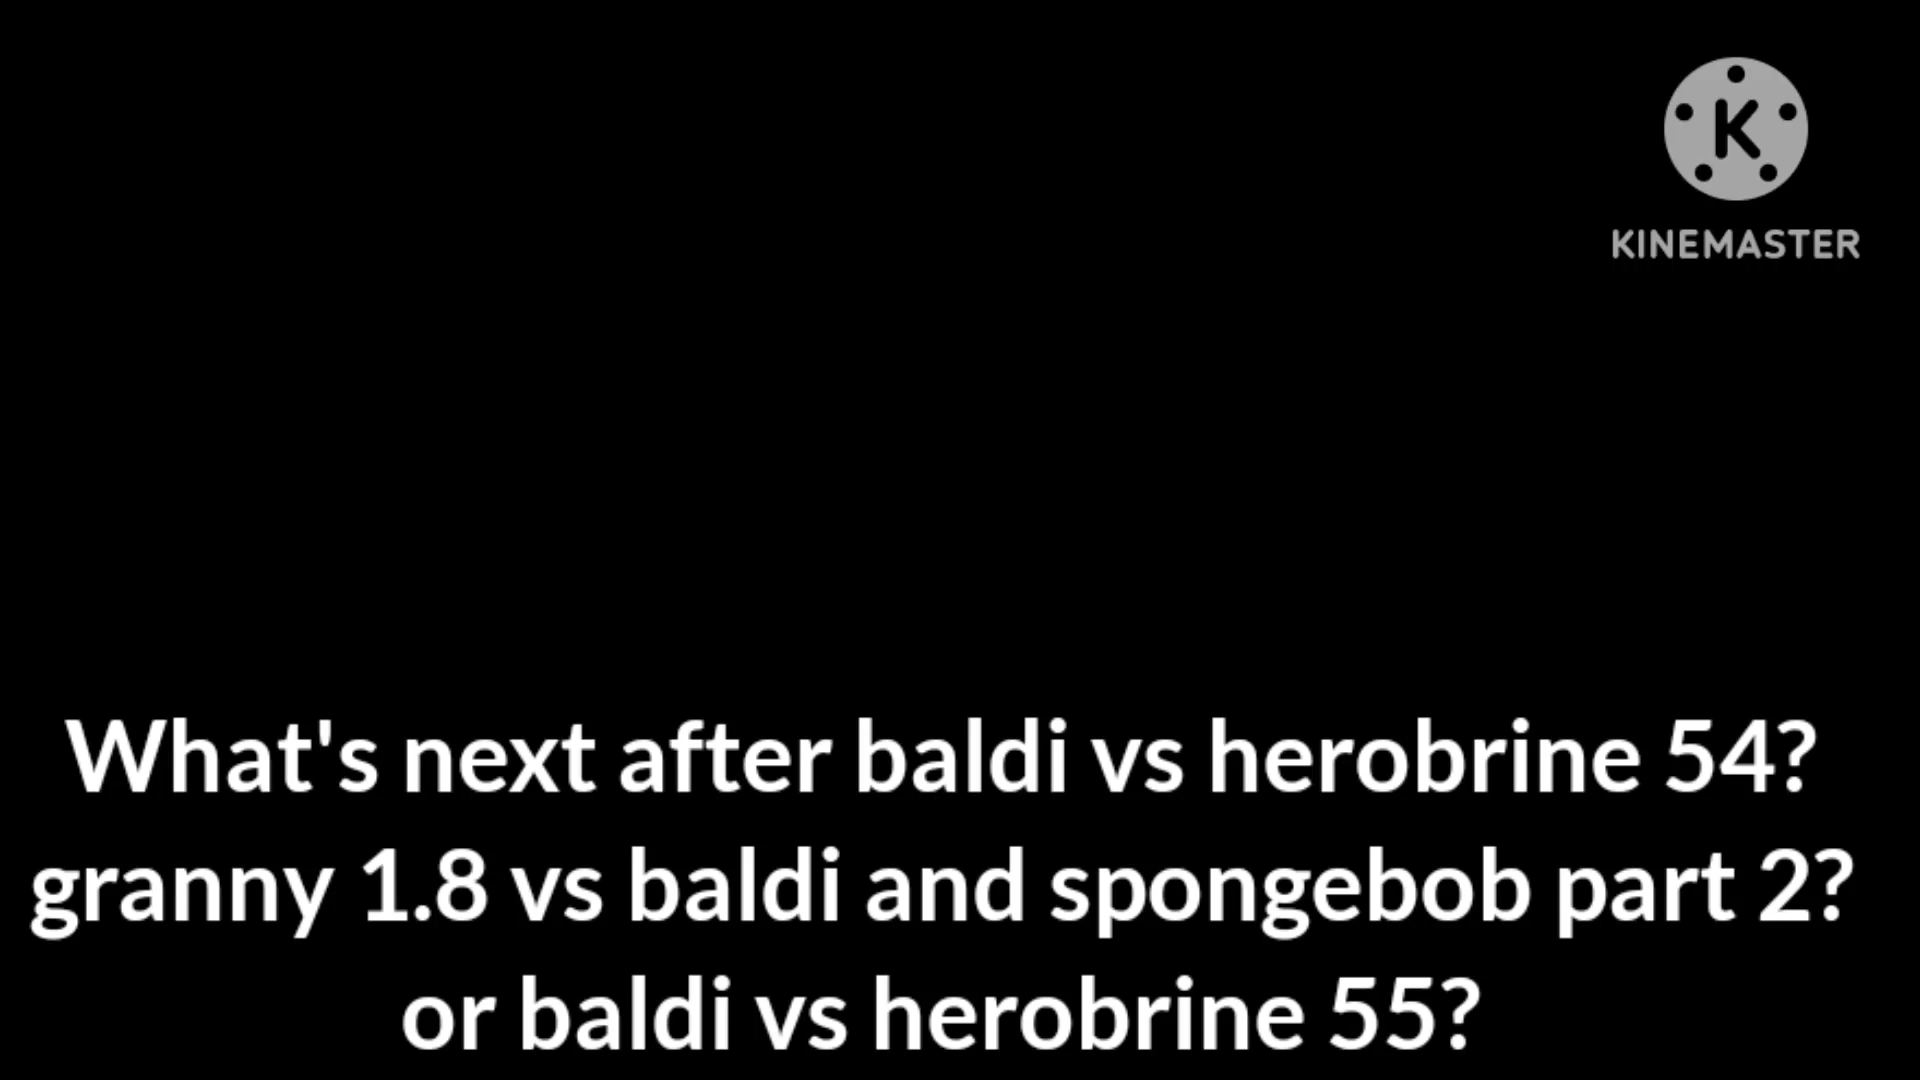 K
KINEMASTER
What's next after baldi vs herobrine 54?
granny 1.8 vs baldi and spongebob part 2?
or baldi vs herobrine 55?